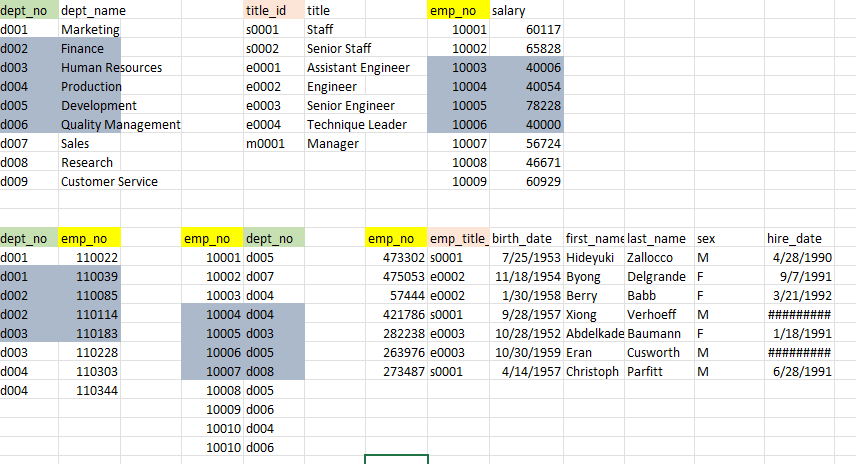 dept_no dept_name title_id title emp_no salary
d001 Marketing s0001 Staff 10001 60117
d002 Finance s0002 Senior Staff 10002 65828
d003 Human Resources e0001 Assistant Engineer 10003 40006
d004 Production e0002 Engineer 10004 40054
d005 Development e0003 Senior Engineer 10005 78228
d006 Quality Management e0004 Technique Leader 10006 40000
d007 Sales m0001 Manager 10007 56724
d008 Research 10008 46671
d009 Customer Service 10009 60929
dept_no emp_no emp_no dept_no emp_no emp_title_ birth_date first_name last_name sex hire_date
d001 110022 10001 d005 473302 s0001 7/25/1953 Hideyuki Zallocco M 4/28/1990
d001 110039 10002 d007 475053 e0002 11/18/1954 Byong Delgrande F 9/7/1991
d002 110085 10003 d004 57444 e0002 1/30/1958 Berry Babb F 3/21/1992
d002 110114 10004 d004 421786 s0001 9/28/1957 Xiong Verhoeff M #########
d003 110183 10005 d003 282238 e0003 10/28/1952 Abdelkade Baumann F 1/18/1991
d003 110228 10006 d005 263976 e0003 10/30/1959 Eran Cusworth M #########
d004 110303 10007 d008 273487 s0001 4/14/1957 Christoph Parfitt M 6/28/1991
d004 110344 10008 d005
10009 d006
10010 d004
10010 d006